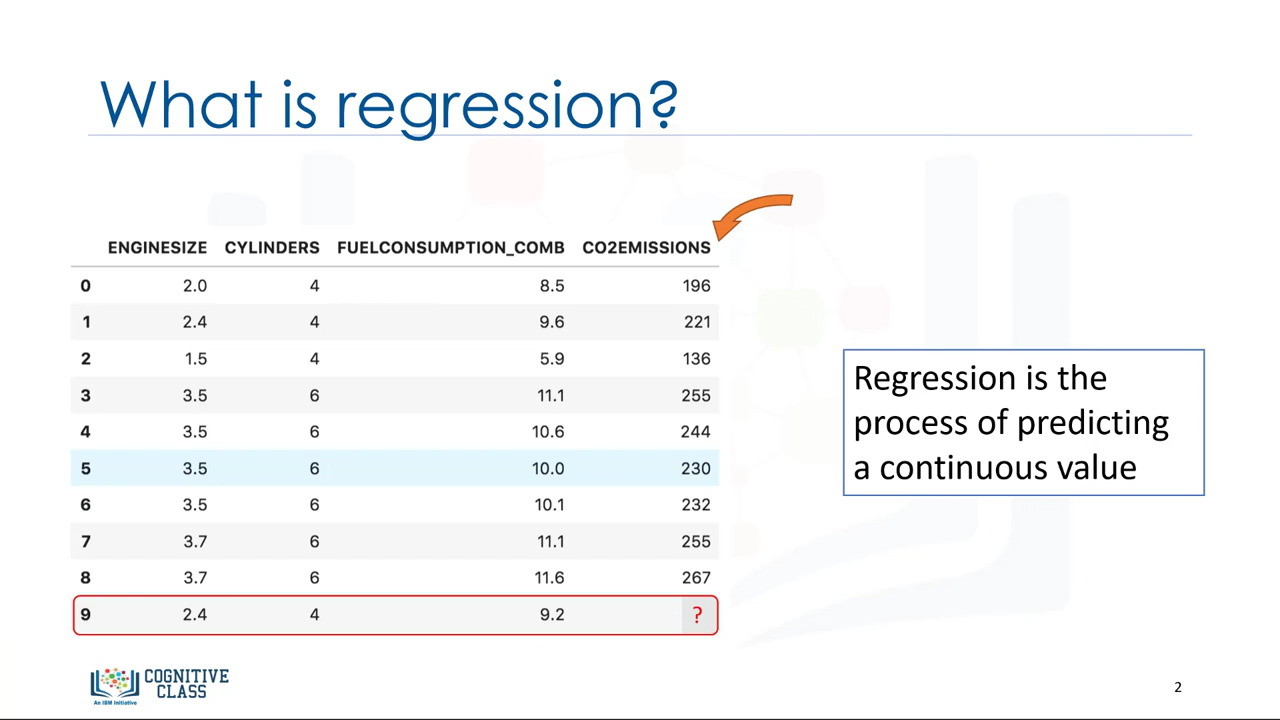 What is regression?
ENGINESIZE CYLINDERS FUELCONSUMPTION_COMB CO2EMISSIONS
0 2.0 4 8.5 196
1 2.4 4 9.6 221
2 1.5 4 5.9 136
3 3.5 6 11.1 255
4 3.5 6 10.6 244
5 3.5 6 10.0 230
6 3.5 6 10.1 232
7 3.7 6 11.1 255
8 3.7 6 11.6 267
9 2.4 4 9.2 ?
Regression is the
process of predicting
a continuous value
COGNITIVE
CLASS
An IBM Initiative
2